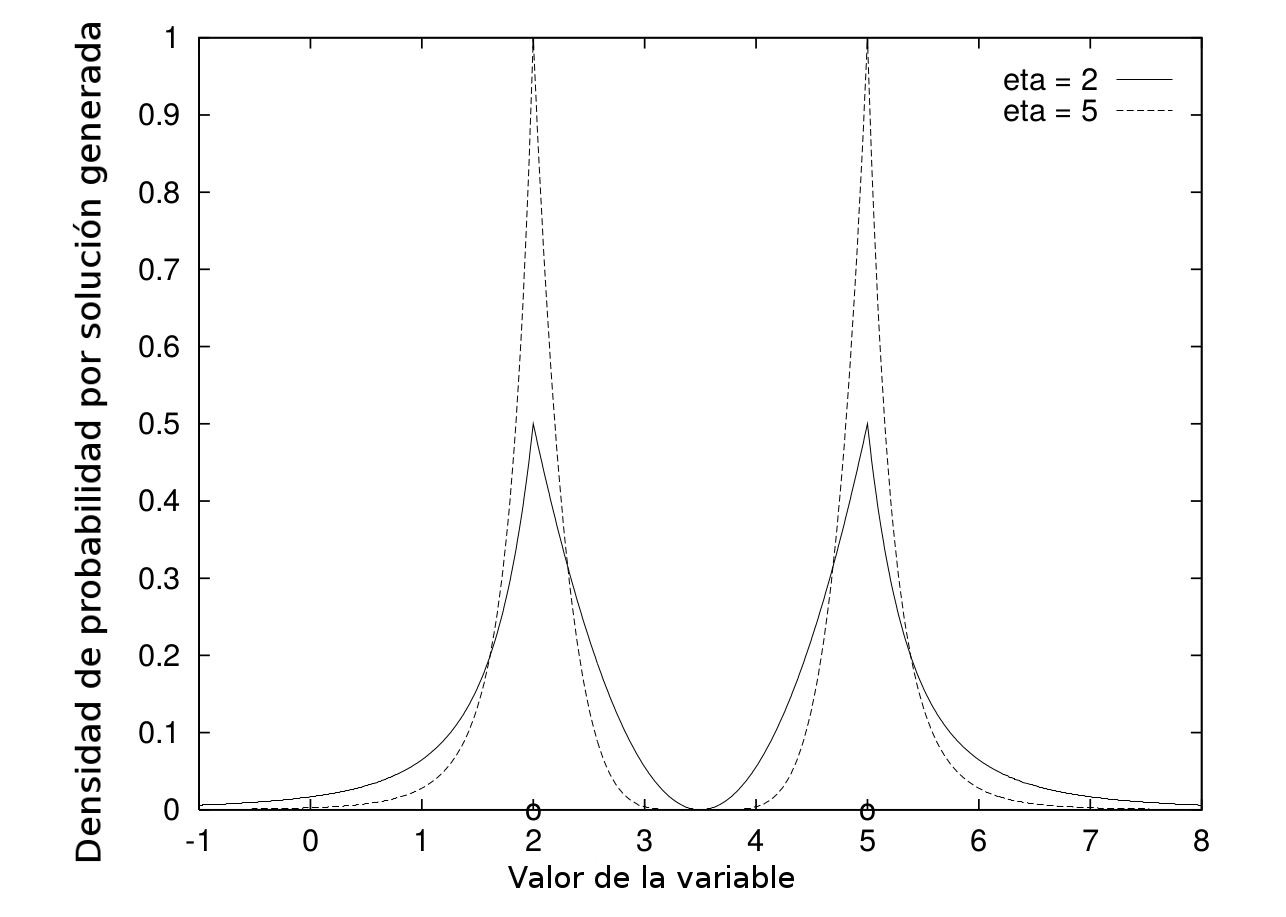 Densidad de probabilidad por solución generada
1
0.9
0.8
0.7
0.6
0.5
0.4
0.3
0.2
0.1
0
eta = 2
eta = 5
-1 0 1 2 3 4 5 6 7 8
Valor de la variable